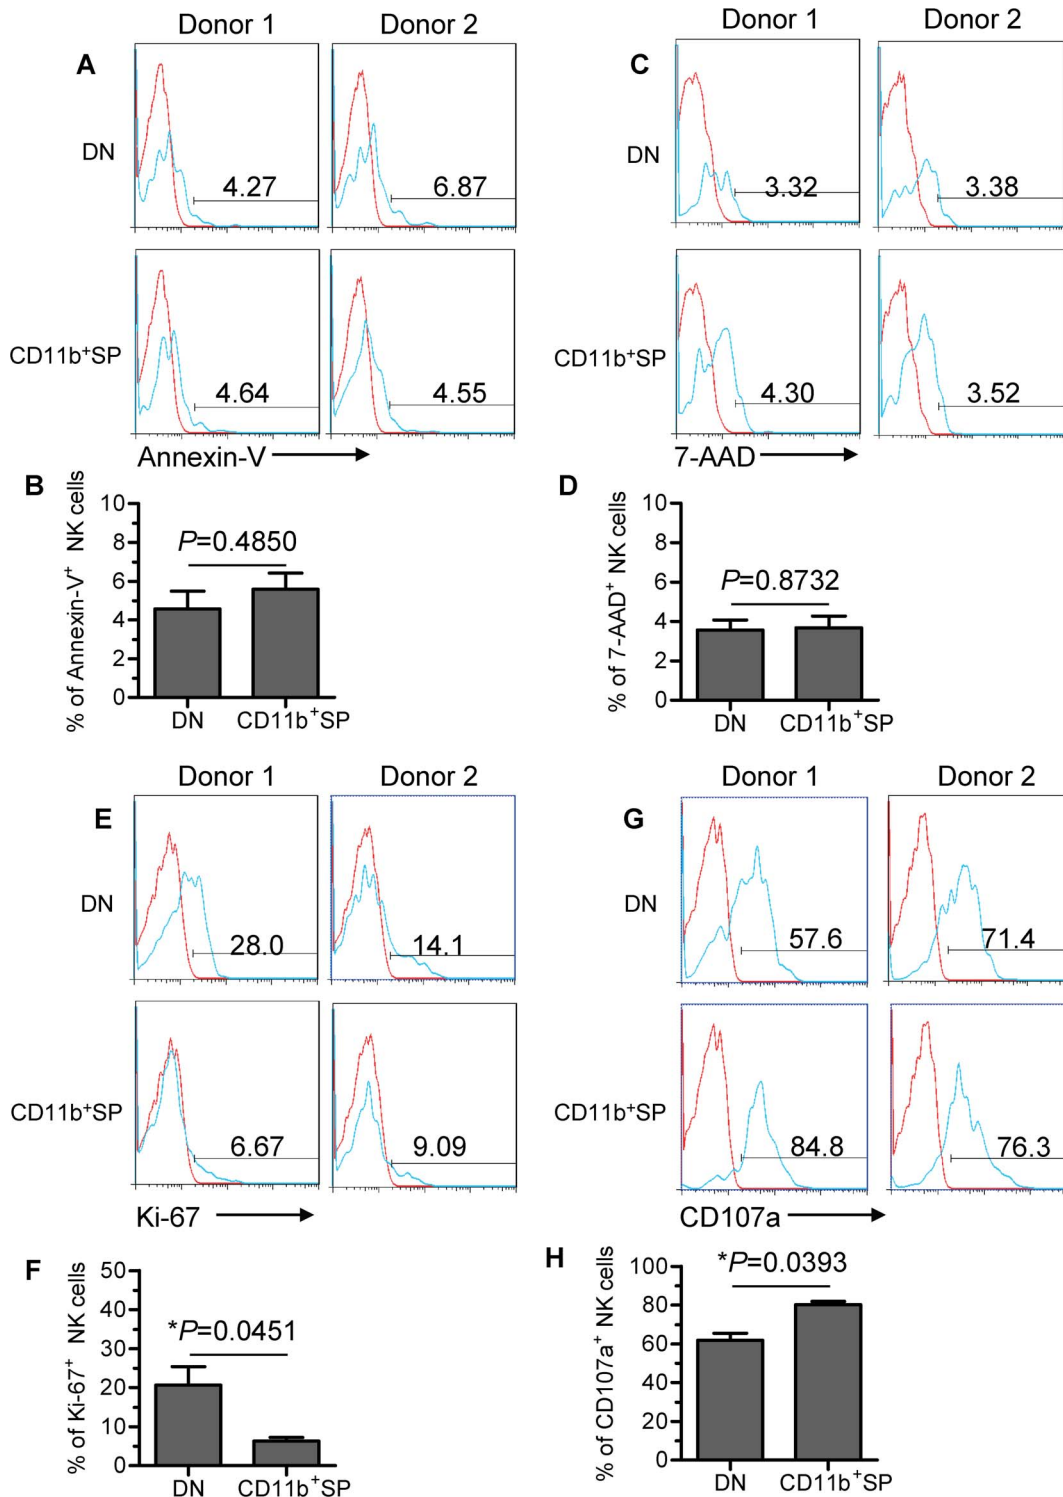 Donor 1 Donor 2
A
DN
4.27 6.87
CD11b+SP
4.64 4.55
Annexin-V
Donor 1 Donor 2
C
DN
3.32 3.38
CD11b+SP
4.30 3.52
7-AAD
B
% of Annexin-V+ NK cells
10
8
6
4
2
0
P=0.4850
DN CD11b+SP
D
% of 7-AAD+ NK cells
10
8
6
4
2
0
P=0.8732
DN CD11b+SP
Donor 1 Donor 2
E
DN
28.0 14.1
CD11b+SP
6.67 9.09
Ki-67
Donor 1 Donor 2
G
DN
57.6 71.4
CD11b+SP
84.8 76.3
CD107a
F
% of Ki-67+ NK cells
50
40
30
20
10
0
*P=0.0451
DN CD11b+SP
H
% of CD107a+ NK cells
100
80
60
40
20
0
*P=0.0393
DN CD11b+SP